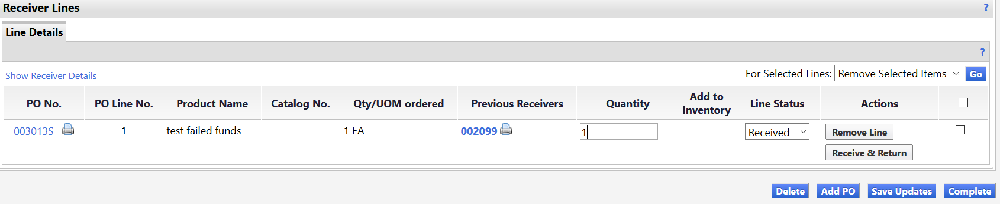 Receiver Lines ?
Line Details
?
Show Receiver Details For Selected Lines: Remove Selected Items Go
PO No. PO Line No. Product Name Catalog No. Qty/UOM ordered Previous Receivers Quantity Add to Inventory Line Status Actions
003013S 1 test failed funds 1 EA 002099 1 Received Remove Line
Receive & Return
Delete Add PO Save Updates Complete